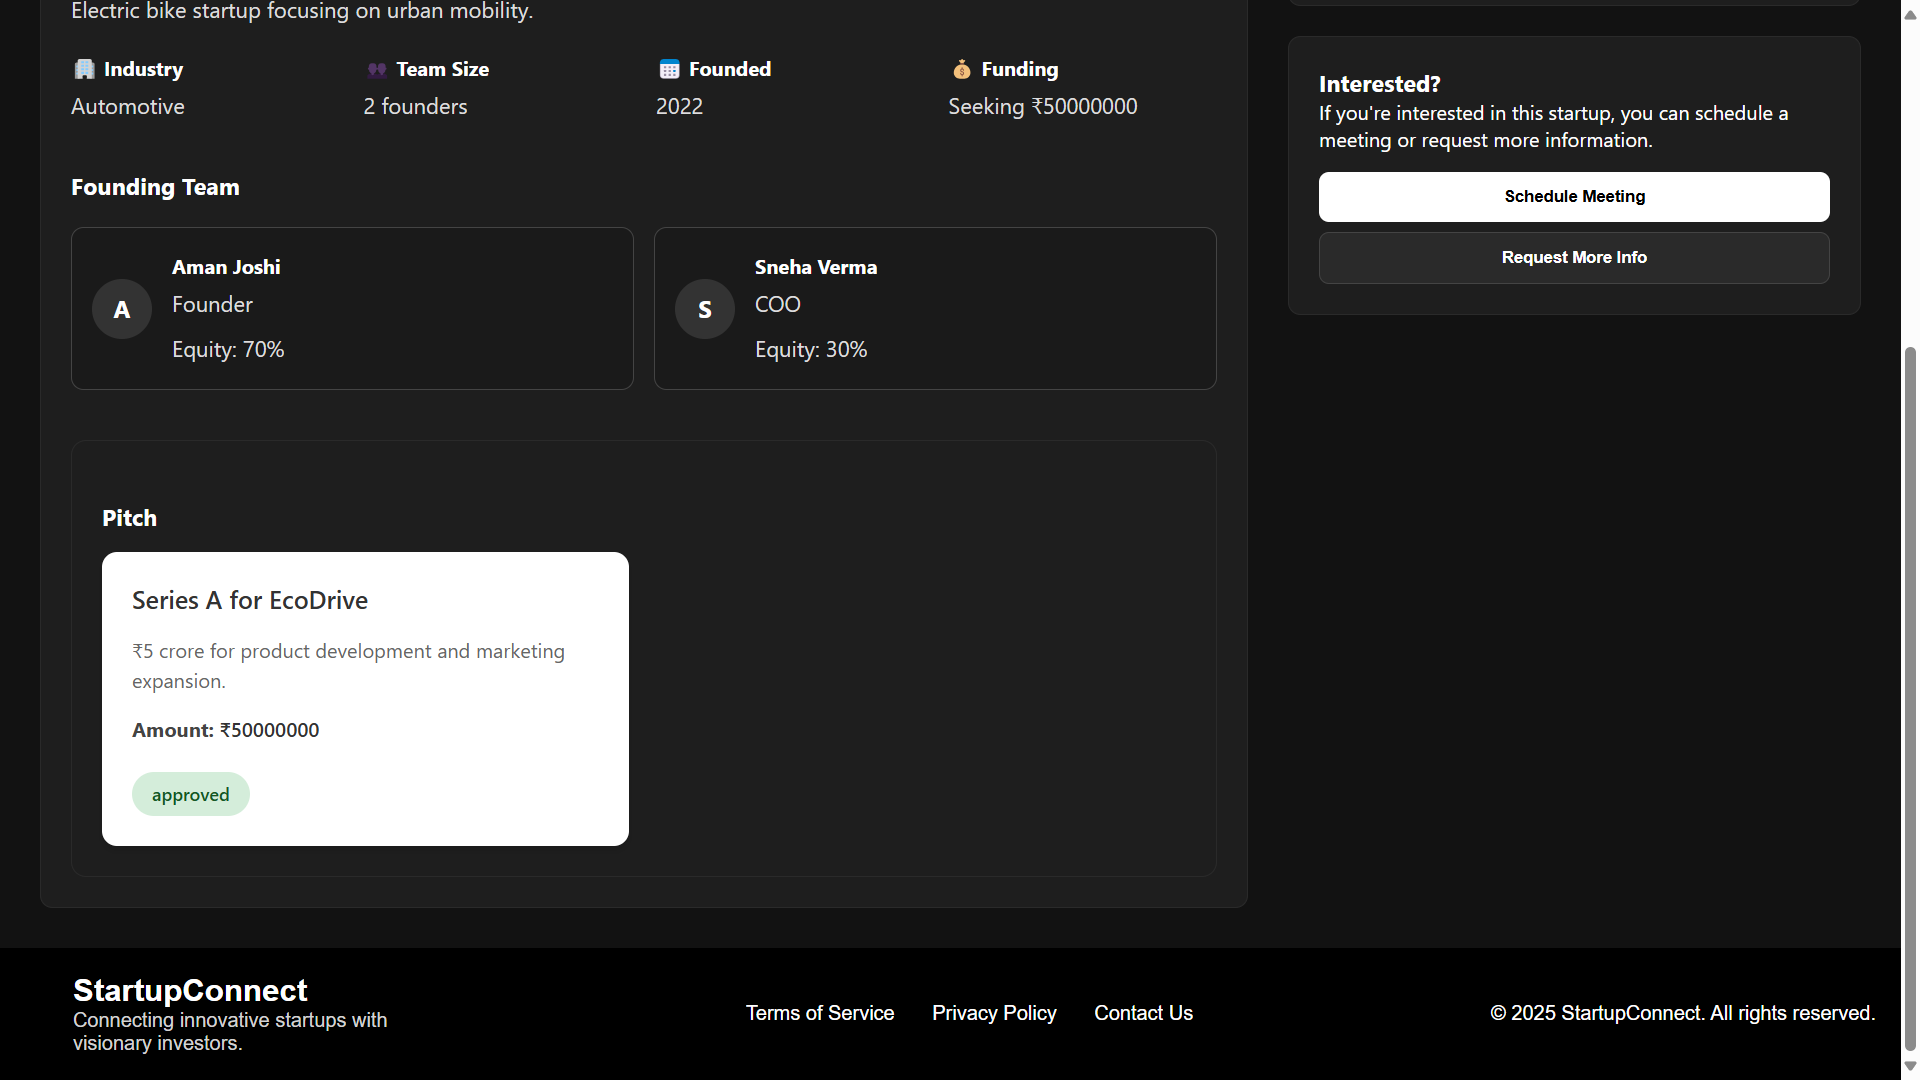 Electric bike startup focusing on urban mobility.
Industry
Automotive
Team Size
2 founders
Founded
2022
Funding
Seeking ₹50000000
Founding Team
A
Aman Joshi
Founder
Equity: 70%
S
Sneha Verma
COO
Equity: 30%
Pitch
Series A for EcoDrive
₹5 crore for product development and marketing
expansion.
Amount: ₹50000000
approved
Interested?
If you're interested in this startup, you can schedule a
meeting or request more information.
Schedule Meeting
Request More Info
StartupConnect
Connecting innovative startups with
visionary investors.
Terms of Service
Privacy Policy
Contact Us
© 2025 StartupConnect. All rights reserved.